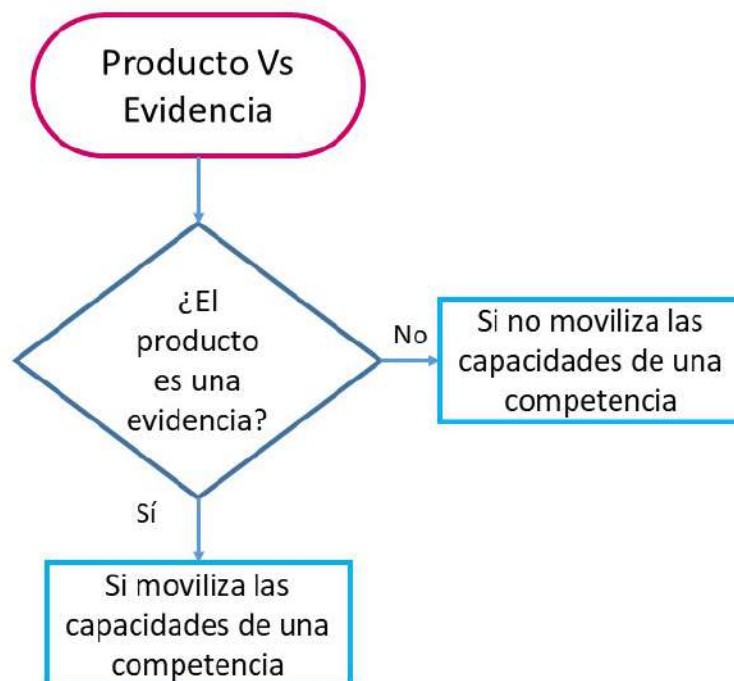 Producto Vs
Evidencia
¿El
producto
es una
evidencia?
No
Si no moviliza las
capacidades de una
competencia
Sí
Si moviliza las
capacidades de una
competencia